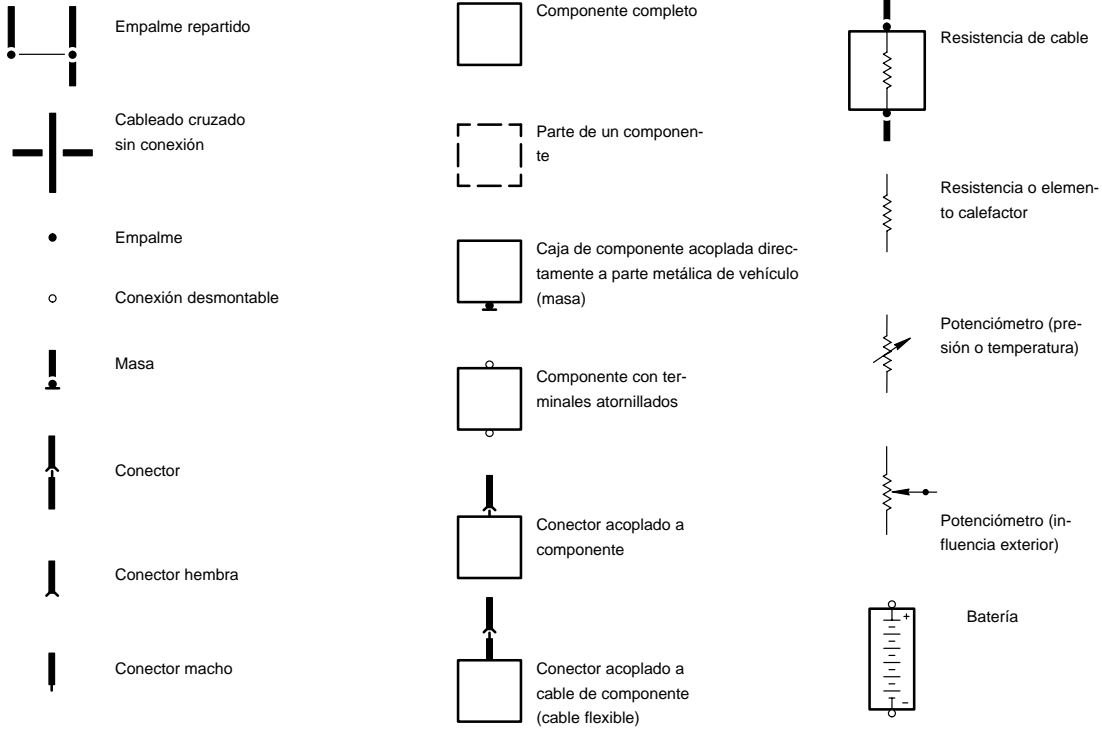 Empalme repartido
Cableado cruzado
sin conexión
Empalme
Conexión desmontable
Masa
Conector
Conector hembra
Conector macho
Componente completo
Parte de un componen-
te
Caja de componente acoplada direc-
tamente a parte metálica de vehículo
(masa)
Componente con ter-
minales atornillados
Conector acoplado a
componente
Conector acoplado a
cable de componente
(cable flexible)
Resistencia de cable
Resistencia o elemen-
to calefactor
Potenciómetro (pre-
sión o temperatura)
Potenciómetro (in-
fluencia exterior)
Batería
+
−